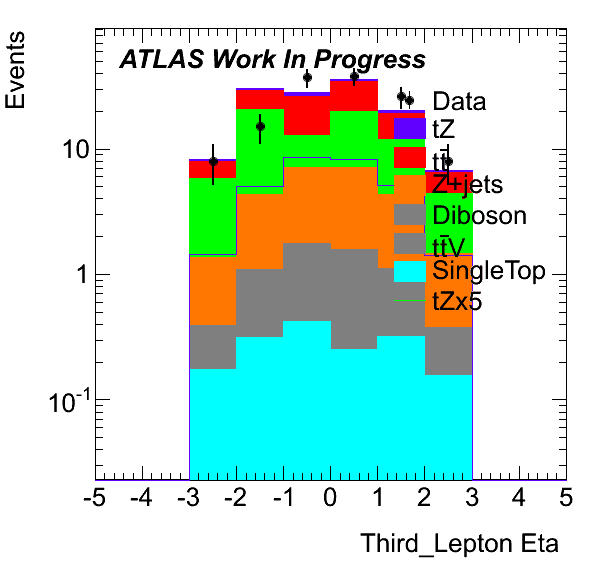 Events
ATLAS Work In Progress
Data
tZ
tt̄
Z+jets
Diboson
tt̄V
SingleTop
tZx5
10
1
10⁻¹
-5 -4 -3 -2 -1 0 1 2 3 4 5
Third_Lepton Eta